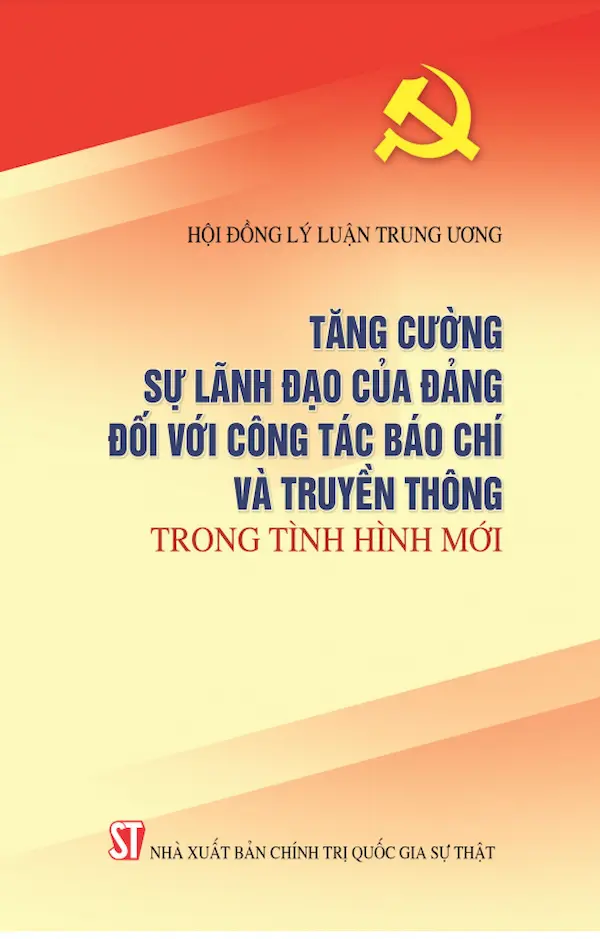 HỘI ĐỒNG LÝ LUẬN TRUNG ƯƠNG
TĂNG CƯỜNG
SỰ LÃNH ĐẠO CỦA ĐẢNG
ĐỐI VỚI CÔNG TÁC BÁO CHÍ
VÀ TRUYỀN THÔNG
TRONG TÌNH HÌNH MỚI
ST NHÀ XUẤT BẢN CHÍNH TRỊ QUỐC GIA SỰ THẬT